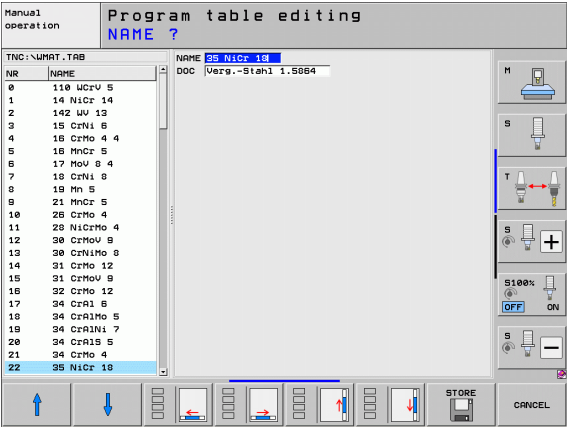 Manual operation
Program table editing
NAME ?
TNC:\WMAT.TAB
NR NAME
0 110 WCrV 5
1 14 NiCr 14
2 142 WV 13
3 15 CrNi 6
4 16 CrMo 4 4
5 16 MnCr 5
6 17 MoV 8 4
7 18 CrNi 8
8 19 Mn 5
9 21 MnCr 5
10 26 CrMo 4
11 28 NiCrMo 4
12 30 CrMoV 9
13 30 CrNiMo 8
14 31 CrMo 12
15 31 CrMoV 9
16 32 CrMo 12
17 34 CrAl 6
18 34 CrAlMo 5
19 34 CrAlNi 7
20 34 CrAlS 5
21 34 CrMo 4
22 35 NiCr 18
NAME 35 NiCr 18
DOC Verg.-Stahl 1.5864
M
S
T
S
S100%
OFF ON
S
STORE
CANCEL